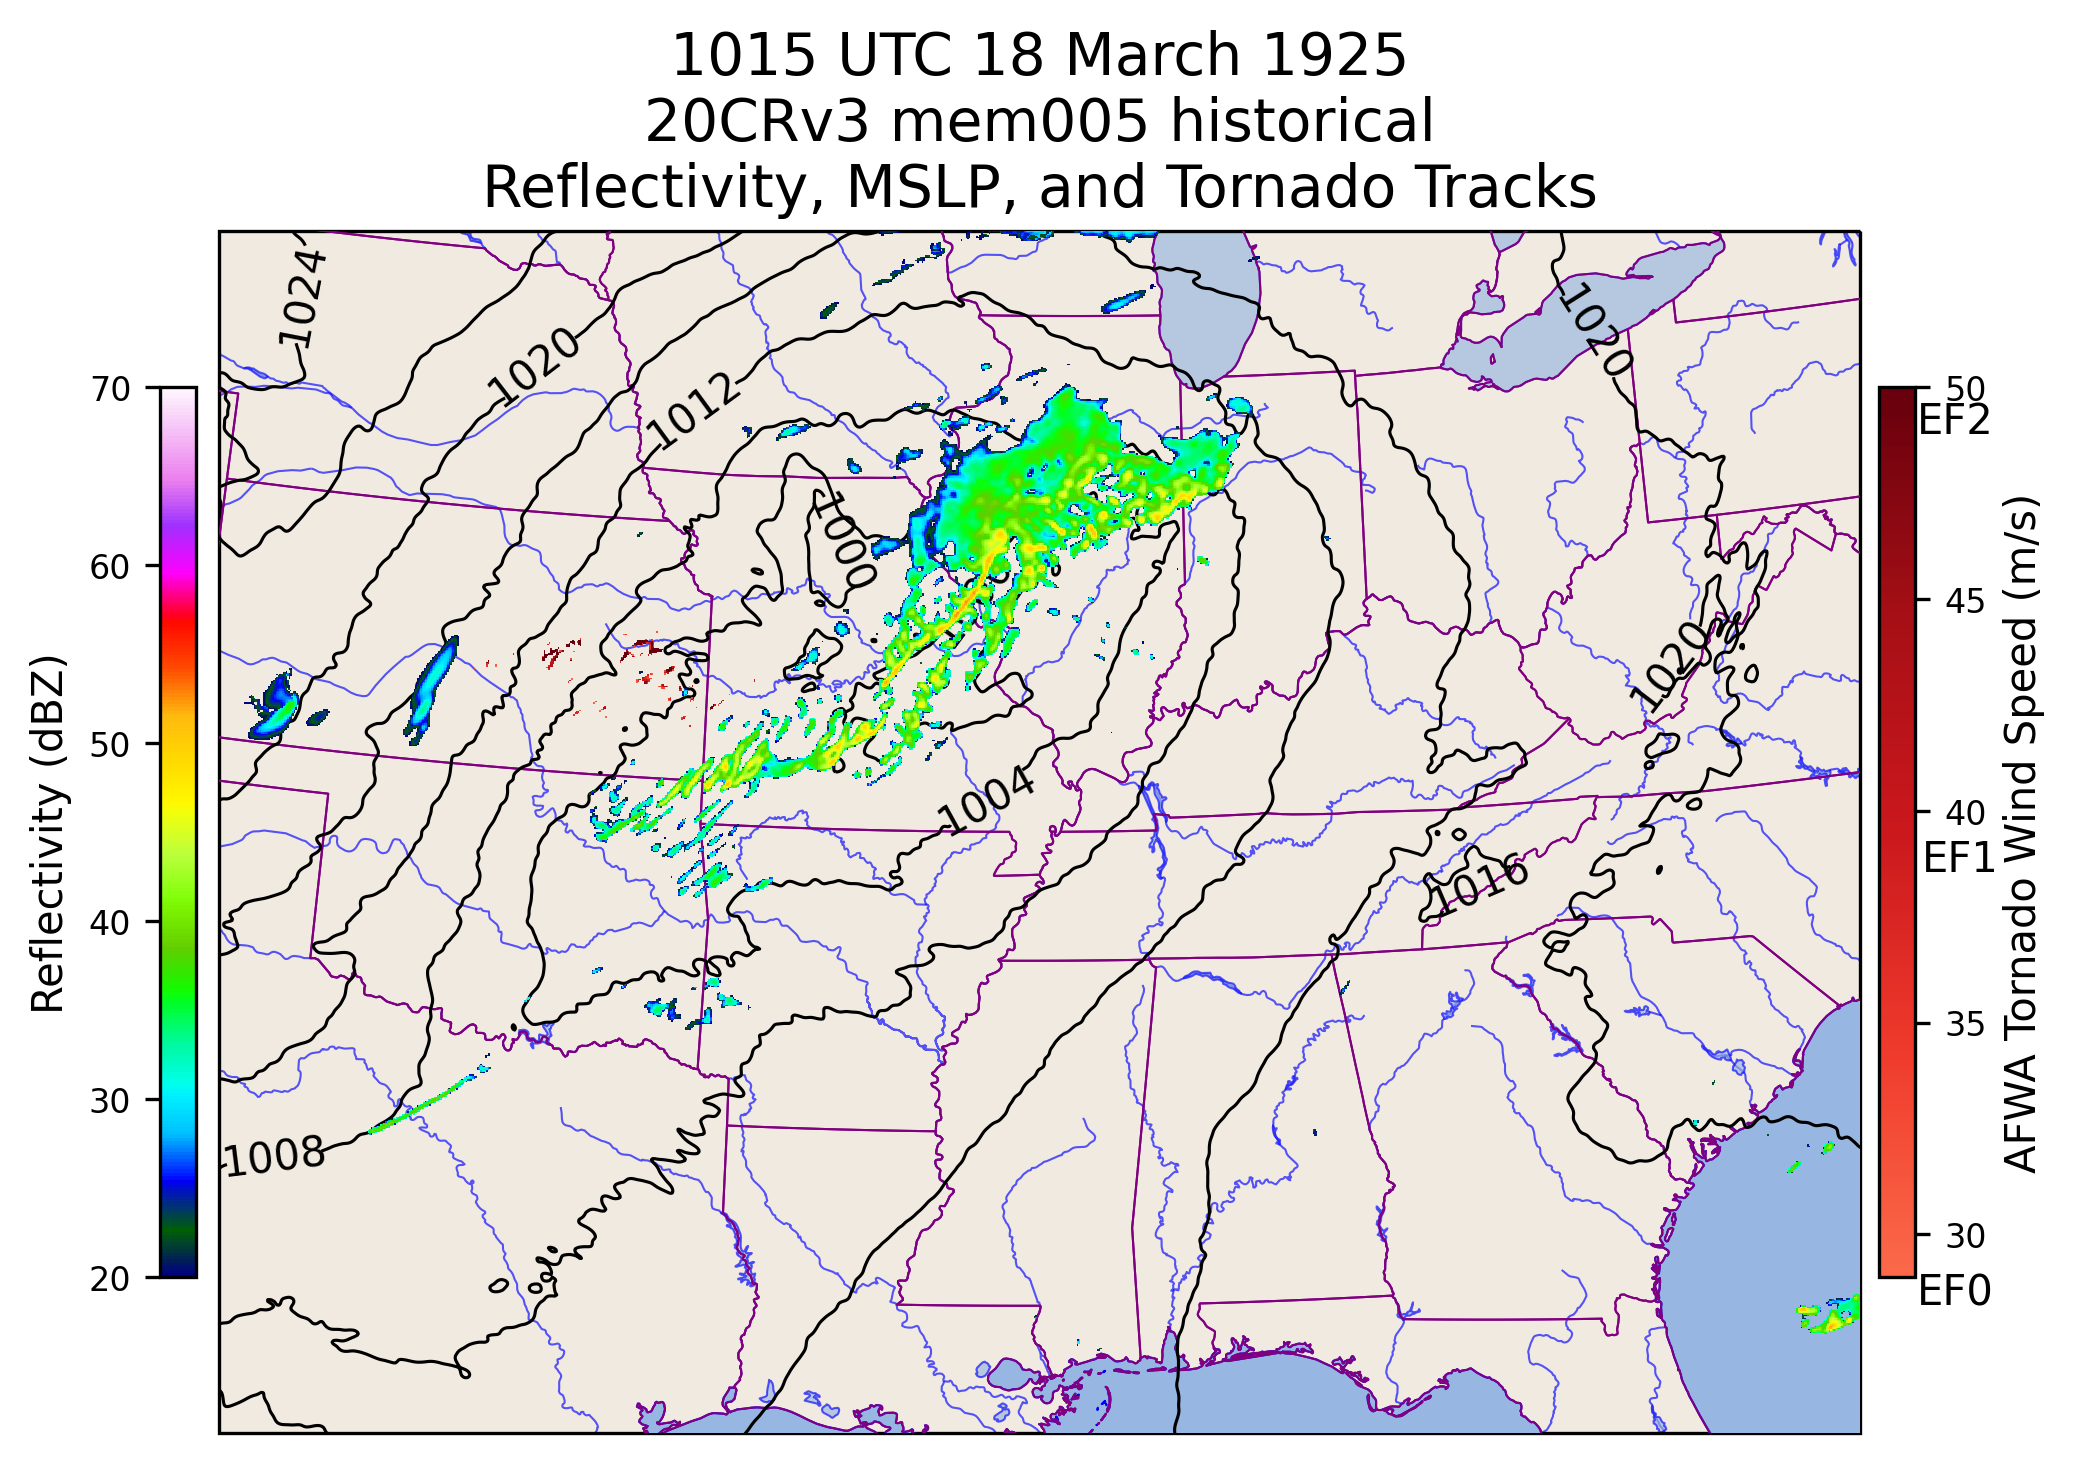 1015 UTC 18 March 1925
20CRv3 mem005 historical
Reflectivity, MSLP, and Tornado Tracks
1024
1020
1012
1000
1020
1020
1004
1016
1008
Reflectivity (dBZ)
70
60
50
40
30
20
50
EF2
45
40
EF1
35
30
EF0
AFWA Tornado Wind Speed (m/s)